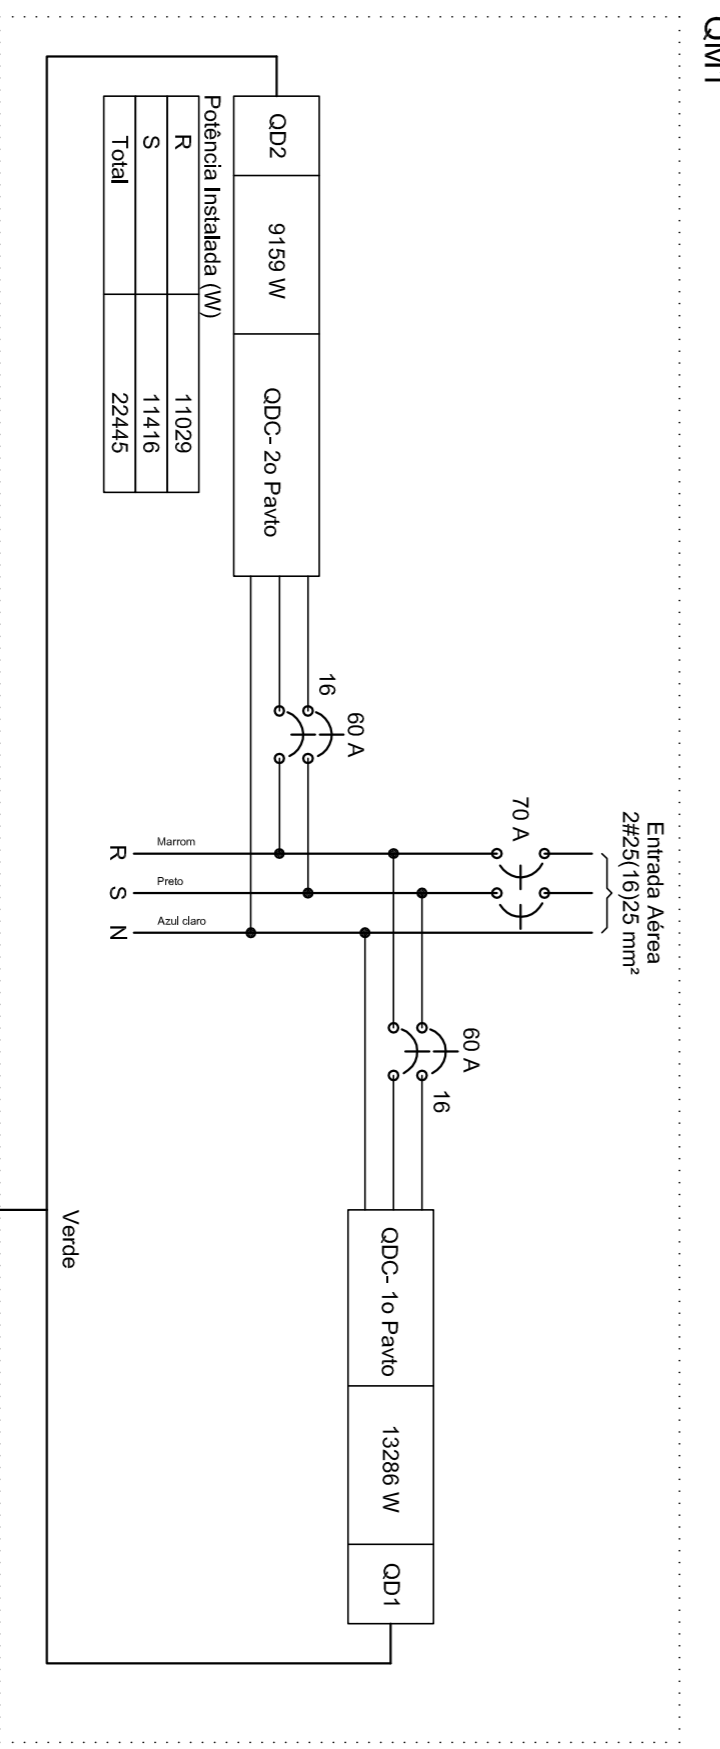 QM1
Entrada Aérea
2#25(16)25 mm²
70 A
60 A
16
60 A
16
QD2
9159 W
QDC- 2o Pavto
QDC- 1o Pavto
13286 W
QD1
Marrom
Preto
Azul claro
R
S
N
Potência Instalada (W)
R 11029
S 11416
Total 22445
Verde